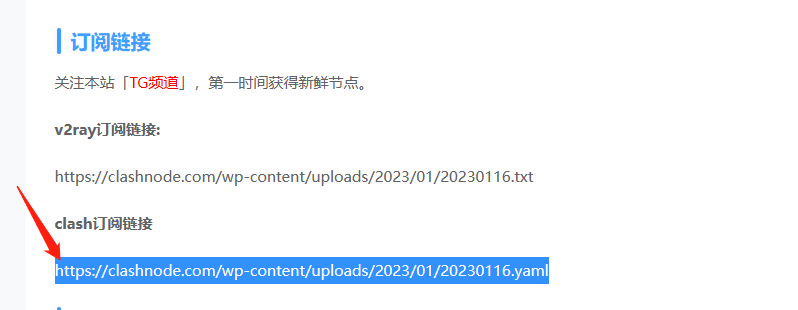 订阅链接
关注本站「TG频道」，第一时间获得新鲜节点。
v2ray订阅链接:
https://clashnode.com/wp-content/uploads/2023/01/20230116.txt
clash订阅链接
https://clashnode.com/wp-content/uploads/2023/01/20230116.yaml